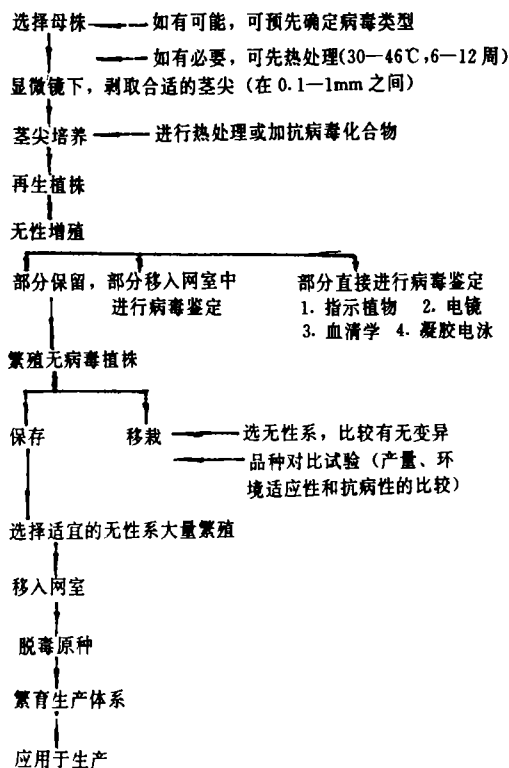 选择母株
如有可能，可预先确定病毒类型
如有必要，可先热处理(30—46℃,6—12周)
显微镜下，剥取合适的茎尖（在0.1—1mm之间）
茎尖培养
进行热处理或加抗病毒化合物
再生植株
无性增殖
部分保留，部分移入网室中
进行病毒鉴定
部分直接进行病毒鉴定
1. 指示植物 2. 电镜
3. 血清学 4. 凝胶电泳
繁殖无病毒植株
保存
移栽
选无性系，比较有无变异
品种对比试验（产量、环
境适应性和抗病性的比较）
选择适宜的无性系大量繁殖
移入网室
脱毒原种
繁育生产体系
应用于生产